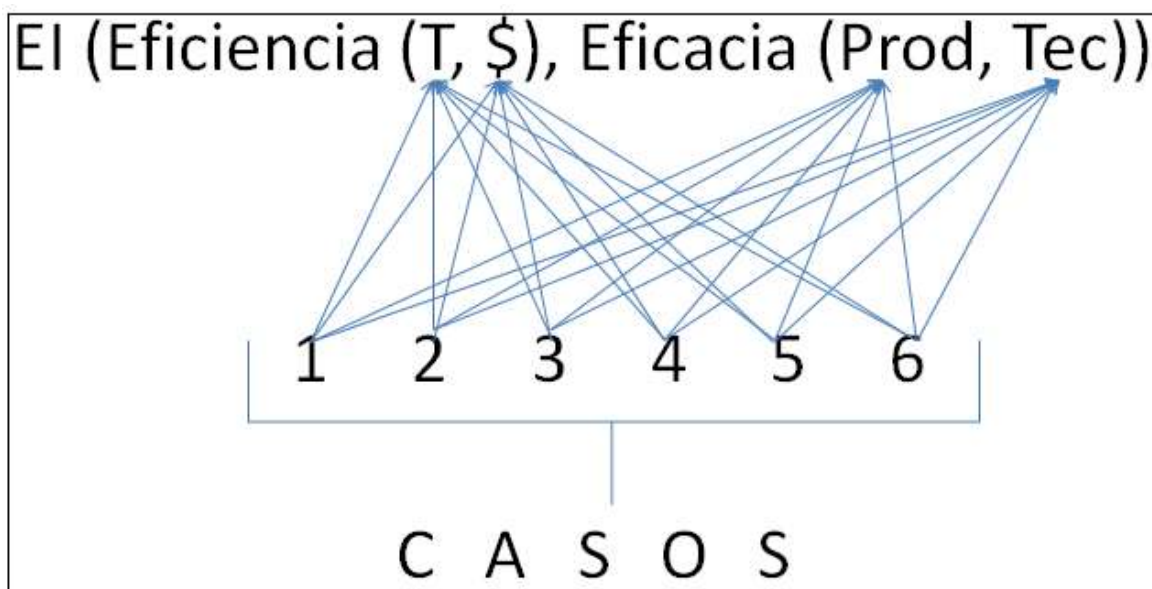 EI (Eficiencia (T, $), Eficacia (Prod, Tec))
1 2 3 4 5 6
C A S O S